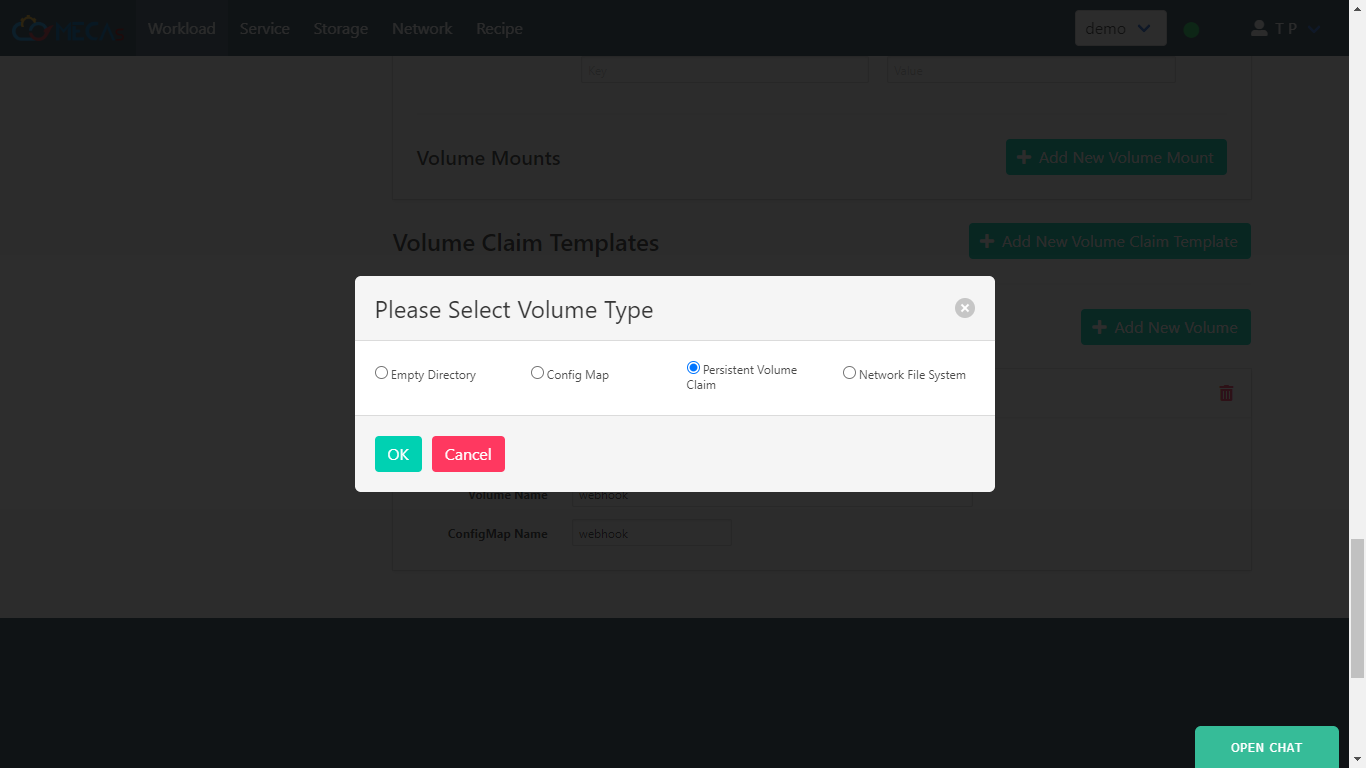 Workload Service Storage Network Recipe demo T P
Key Value
Volume Mounts Add New Volume Mount
Volume Claim Templates Add New Volume Claim Template
Please Select Volume Type
Add New Volume
Empty Directory Config Map Persistent Volume Claim Network File System
OK Cancel
Volume Name webhook
ConfigMap Name webhook
OPEN CHAT